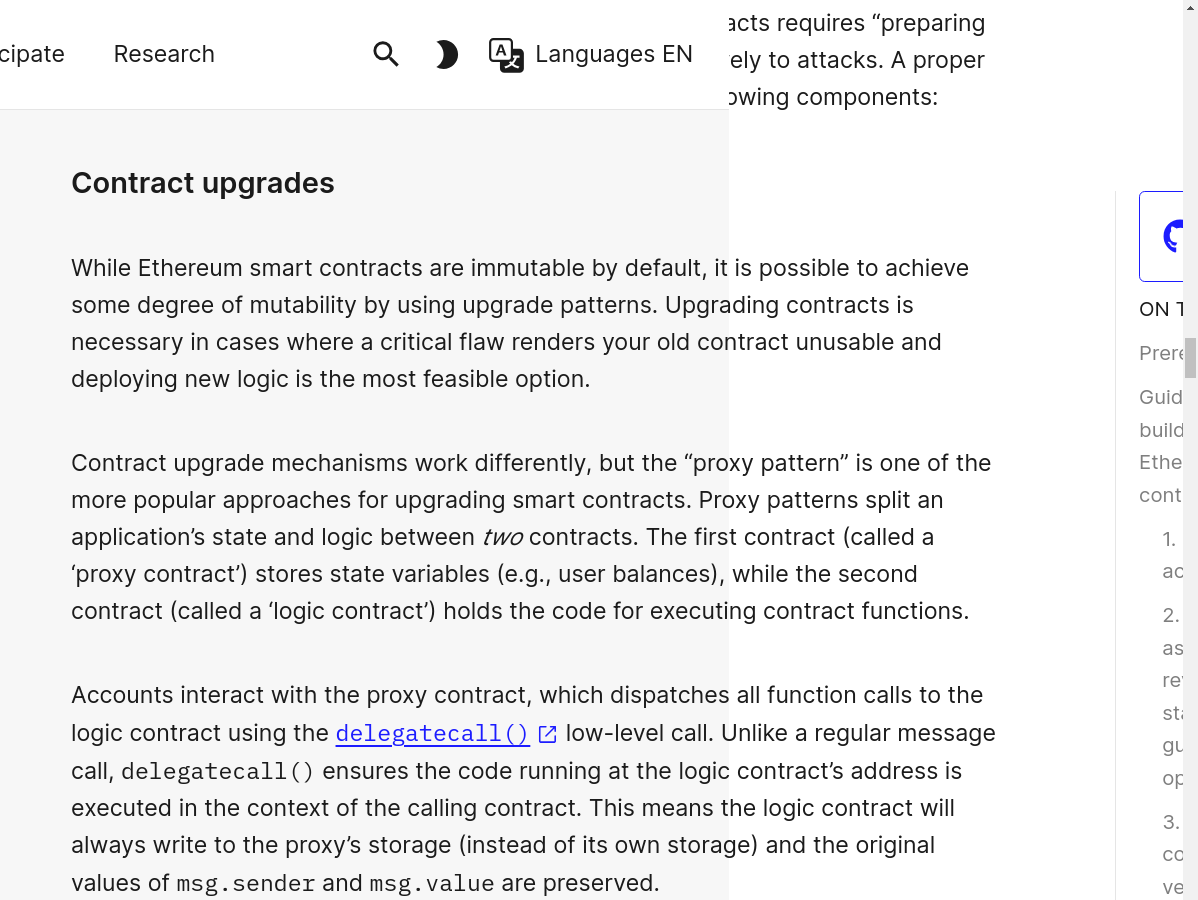 cipate Research Languages EN
acts requires “preparing
ely to attacks. A proper
owing components:
Contract upgrades
While Ethereum smart contracts are immutable by default, it is possible to achieve
some degree of mutability by using upgrade patterns. Upgrading contracts is
necessary in cases where a critical flaw renders your old contract unusable and
deploying new logic is the most feasible option.
Contract upgrade mechanisms work differently, but the “proxy pattern” is one of the
more popular approaches for upgrading smart contracts. Proxy patterns split an
application’s state and logic between two contracts. The first contract (called a
‘proxy contract’) stores state variables (e.g., user balances), while the second
contract (called a ‘logic contract’) holds the code for executing contract functions.
Accounts interact with the proxy contract, which dispatches all function calls to the
logic contract using the delegatecall() low-level call. Unlike a regular message
call, delegatecall() ensures the code running at the logic contract’s address is
executed in the context of the calling contract. This means the logic contract will
always write to the proxy’s storage (instead of its own storage) and the original
values of msg.sender and msg.value are preserved.
ON T
Prere
Guid
build
Ethe
cont
1.
ac
2.
as
re
sta
gu
op
3.
co
ve